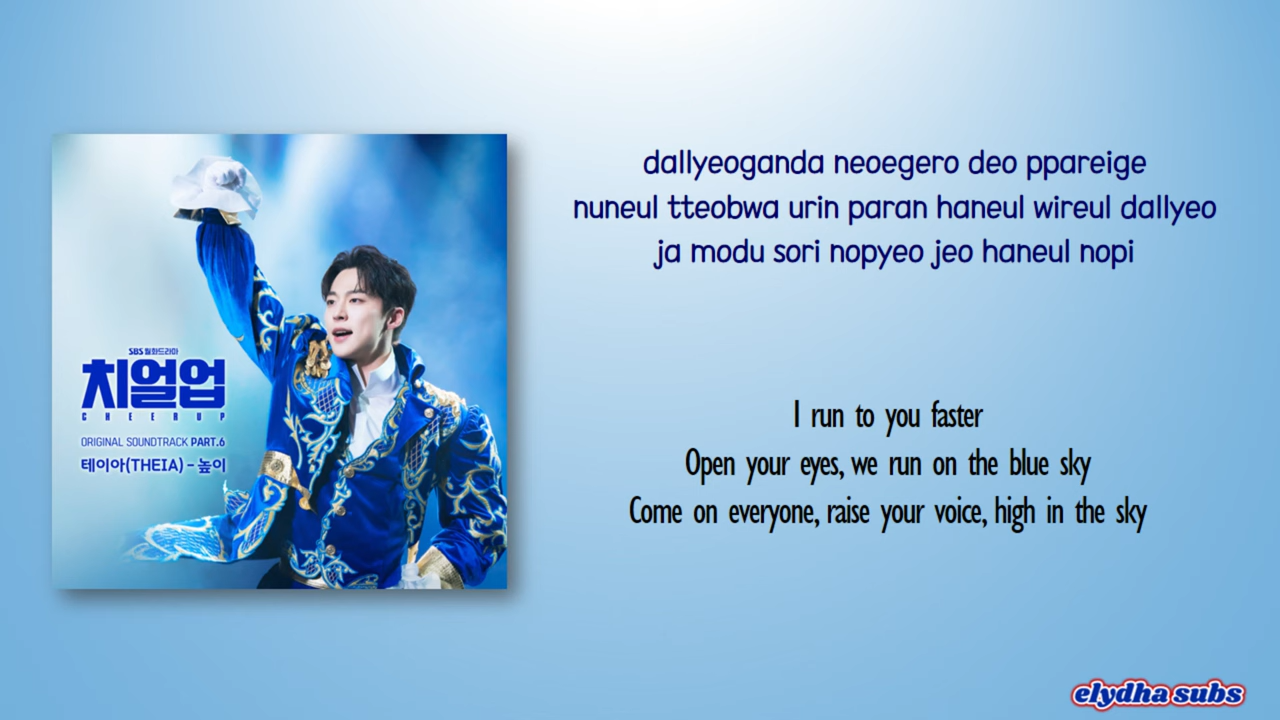 SBS 월화드라마
치얼업
CHEERUP
ORIGINAL SOUNDTRACK PART.6
테이아(THEIA) – 높이
dallyeoganda neoegero deo ppareige
nuneul tteobwa urin paran haneul wireul dallyeo
ja modu sori nopyeo jeo haneul nopi
I run to you faster
Open your eyes, we run on the blue sky
Come on everyone, raise your voice, high in the sky
elydha subs